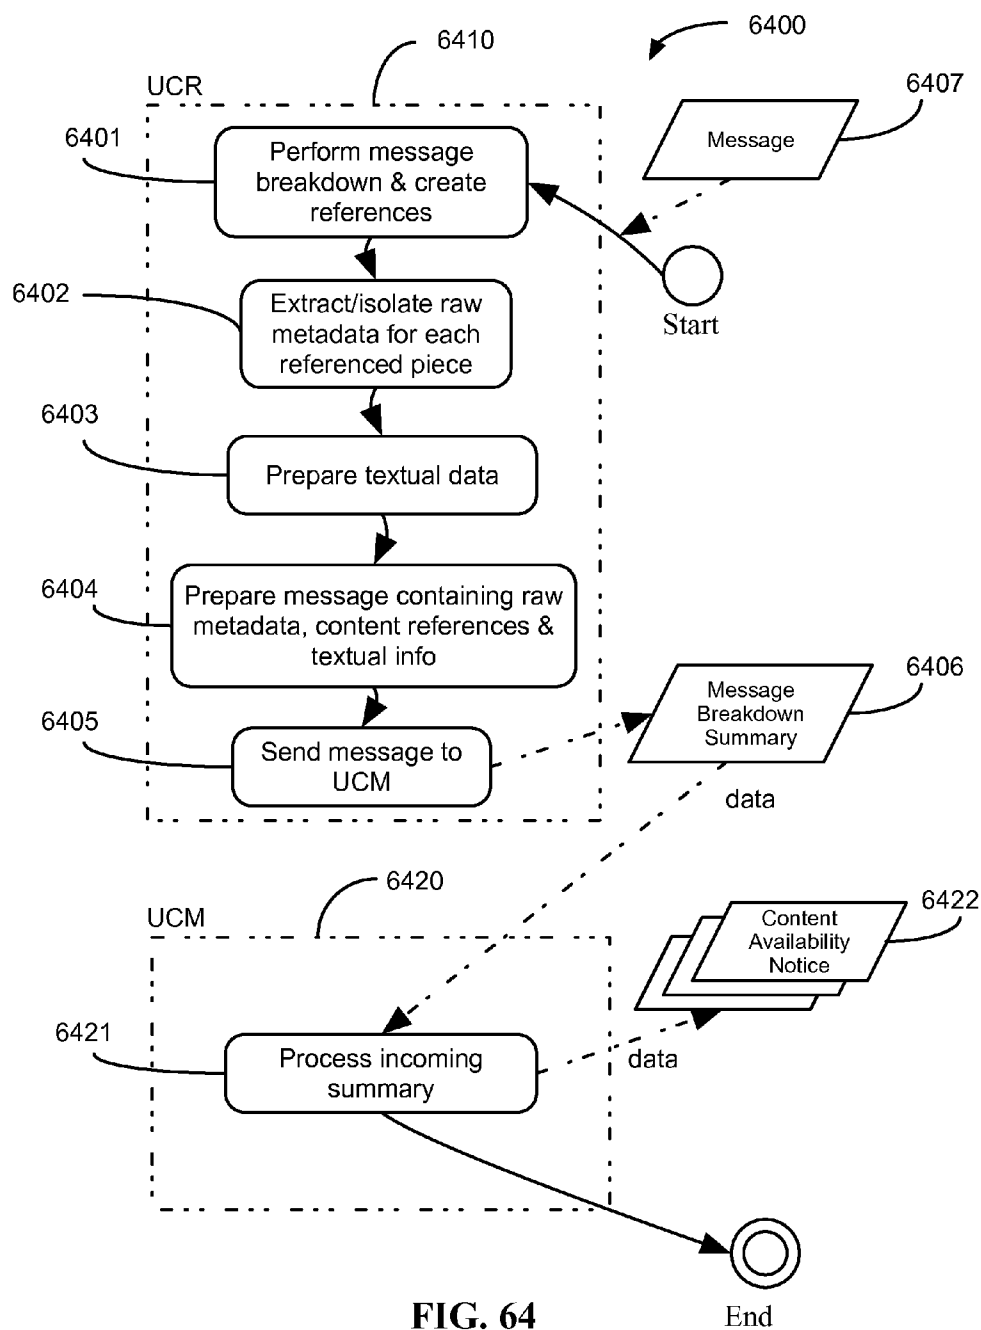 6410
6400
UCR
6407
6401
Message
Perform message
breakdown & create
references
6402
Extract/isolate raw
metadata for each
referenced piece
Start
6403
Prepare textual data
6404
Prepare message containing raw
metadata, content references &
textual info
6406
Message
Breakdown
Summary
6405
Send message to
UCM
data
6420
UCM
6422
Content
Availability
Notice
6421
Process incoming
summary
data
End
FIG. 64